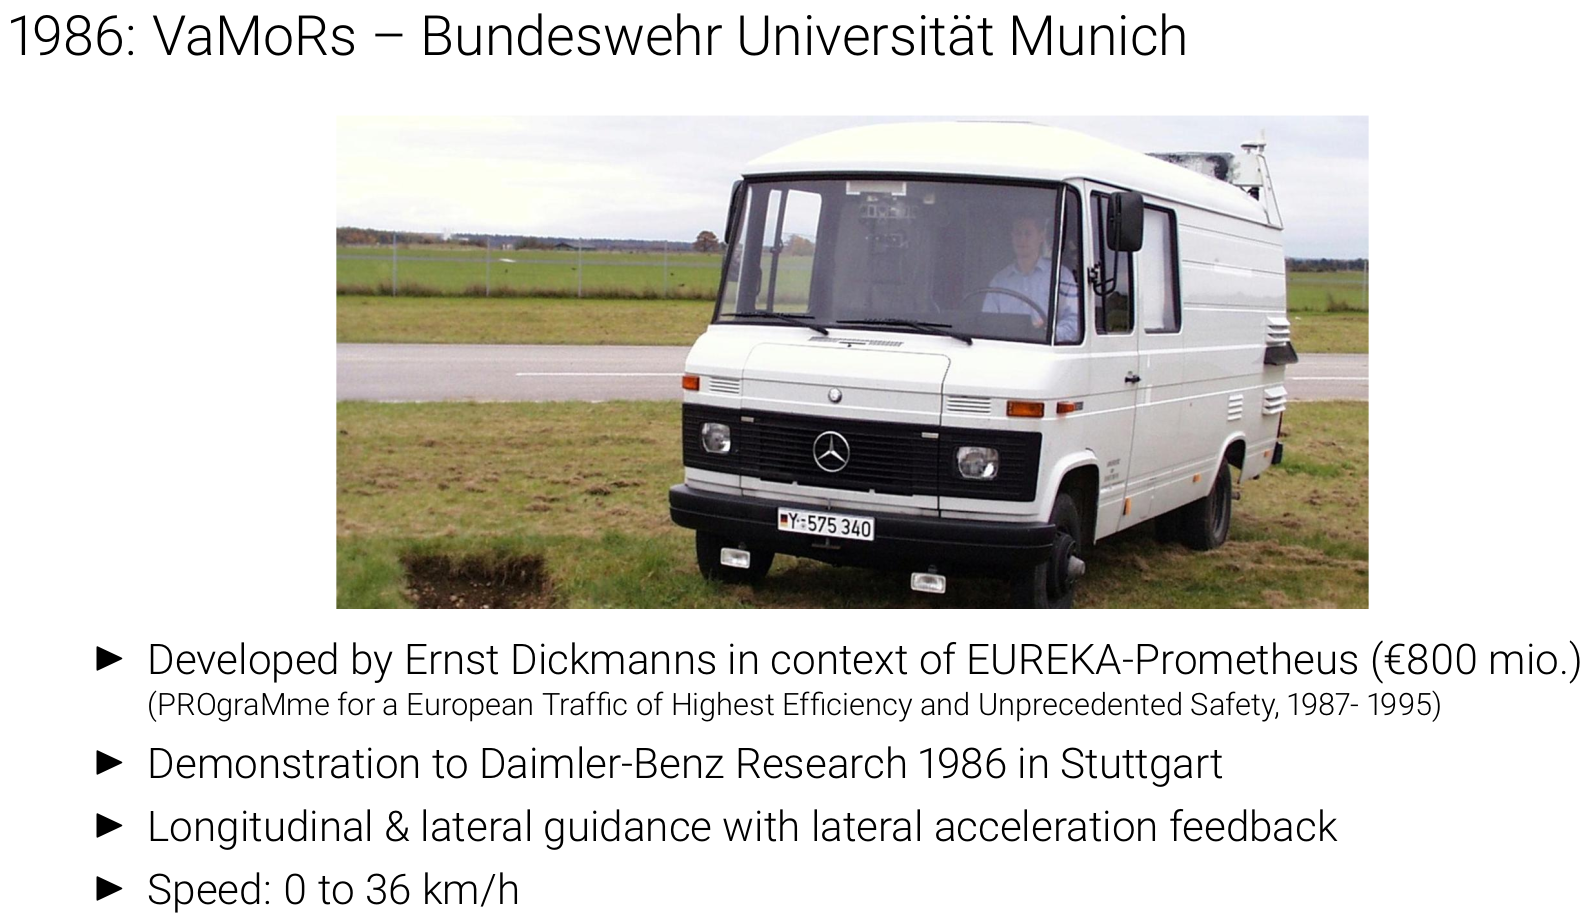 1986: VaMoRs – Bundeswehr Universität Munich
Y-575 340
► Developed by Ernst Dickmanns in context of EUREKA-Prometheus (€800 mio.)
(PROgraMme for a European Traffic of Highest Efficiency and Unprecedented Safety, 1987- 1995)
► Demonstration to Daimler-Benz Research 1986 in Stuttgart
► Longitudinal & lateral guidance with lateral acceleration feedback
► Speed: 0 to 36 km/h